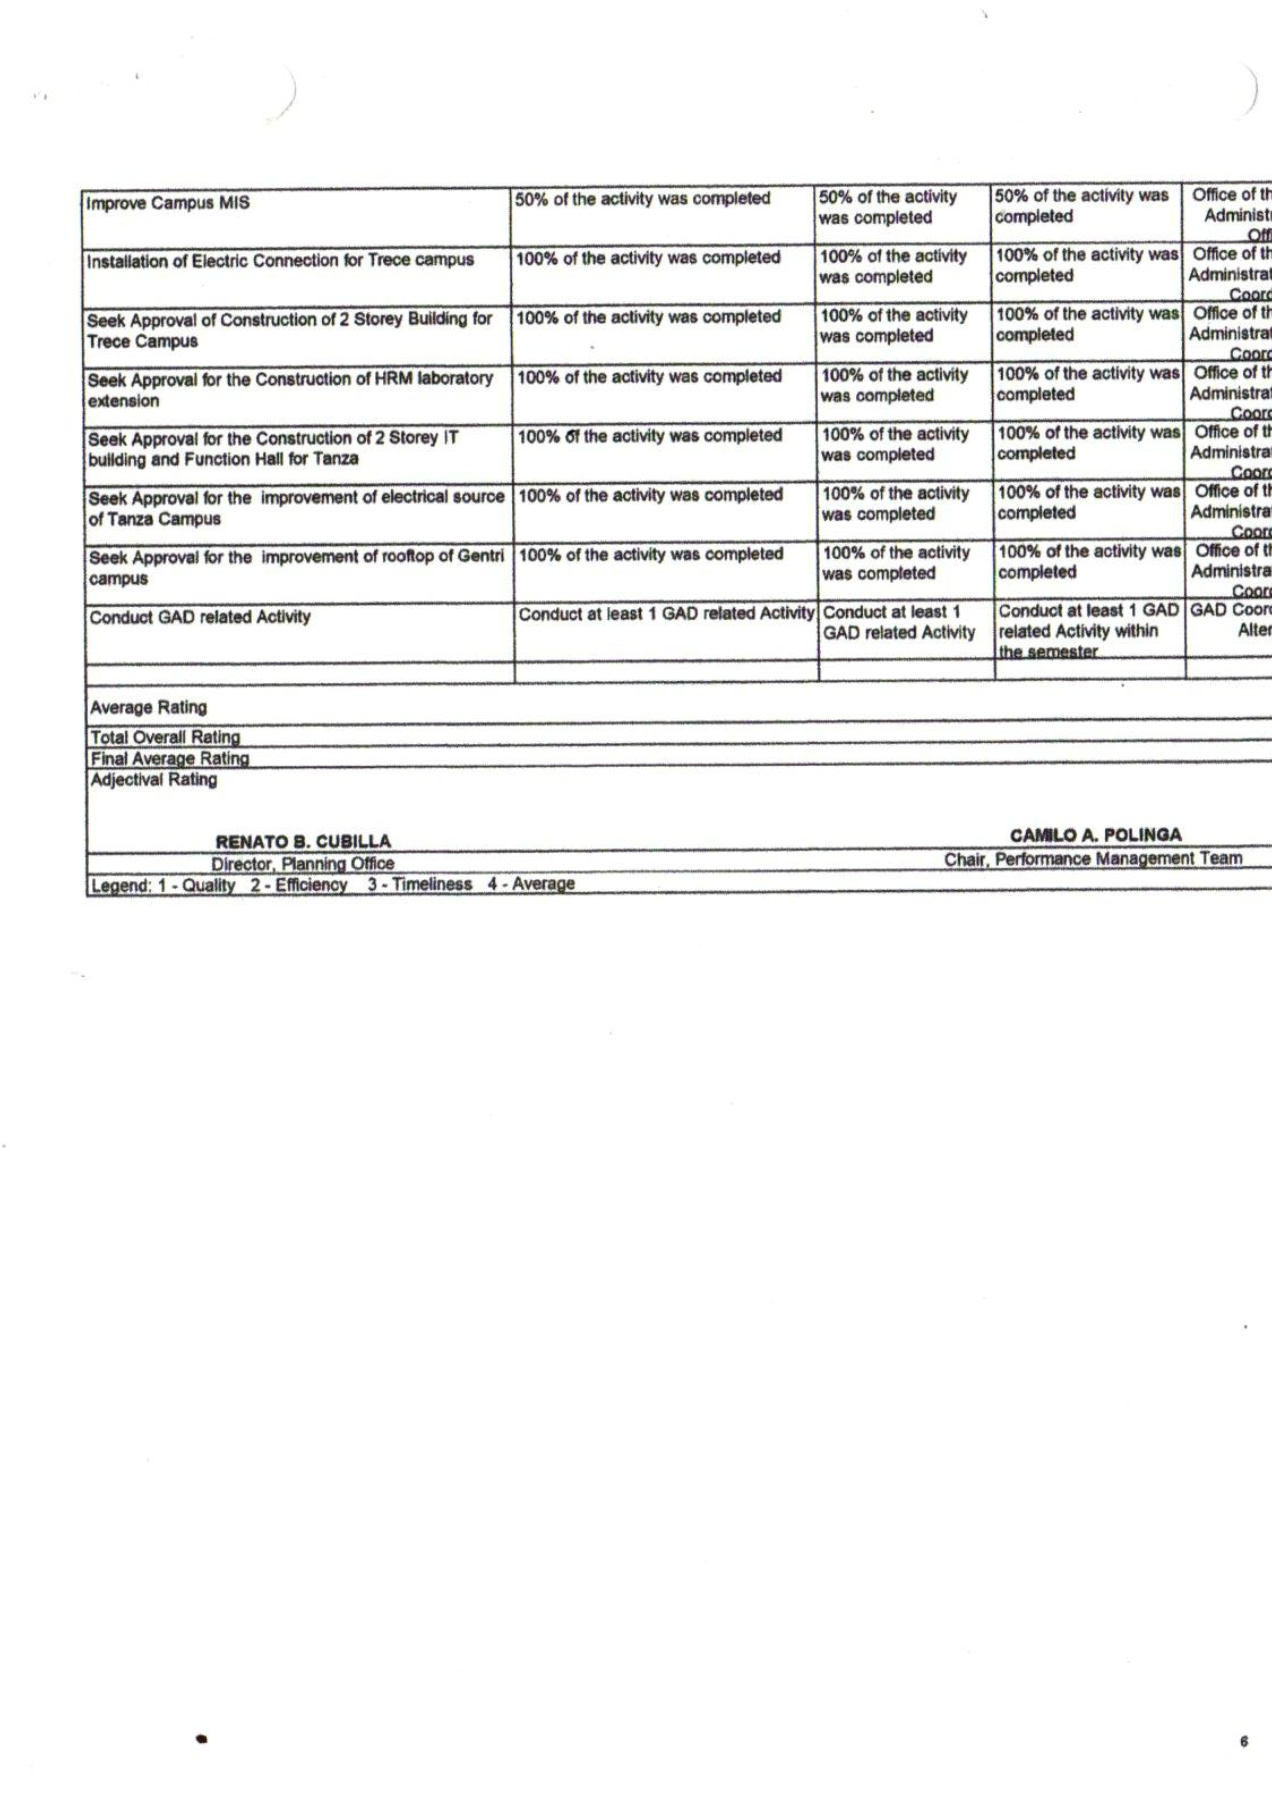 Improve Campus MIS
50% of the activity was completed
50% of the activity
was completed
50% of the activity was
completed
Office of th
Administ
Offi
Installation of Electric Connection for Trece campus
100% of the activity was completed
100% of the activity
was completed
100% of the activity was
completed
Office of th
Administrat
Coord
Seek Approval of Construction of 2 Storey Building for
Trece Campus
100% of the activity was completed
100% of the activity
was completed
100% of the activity was
completed
Office of th
Administrat
Coord
Seek Approval for the Construction of HRM laboratory
extension
100% of the activity was completed
100% of the activity
was completed
100% of the activity was
completed
Office of th
Administrat
Coord
Seek Approval for the Construction of 2 Storey IT
building and Function Hall for Tanza
100% of the activity was completed
100% of the activity
was completed
100% of the activity was
completed
Office of th
Administra
Coord
Seek Approval for the improvement of electrical source
of Tanza Campus
100% of the activity was completed
100% of the activity
was completed
100% of the activity was
completed
Office of th
Administra
Coord
Seek Approval for the improvement of rooftop of Gentri
campus
100% of the activity was completed
100% of the activity
was completed
100% of the activity was
completed
Office of th
Administra
Coord
Conduct GAD related Activity
Conduct at least 1 GAD related Activity
Conduct at least 1
GAD related Activity
Conduct at least 1 GAD
related Activity within
the semester
GAD Coord
Alter
Average Rating
Total Overall Rating
Final Average Rating
Adjectival Rating
RENATO B. CUBILLA
Director, Planning Office
CAMILO A. POLINGA
Chair, Performance Management Team
Legend: 1 - Quality 2 - Efficiency 3 - Timeliness 4 - Average
6